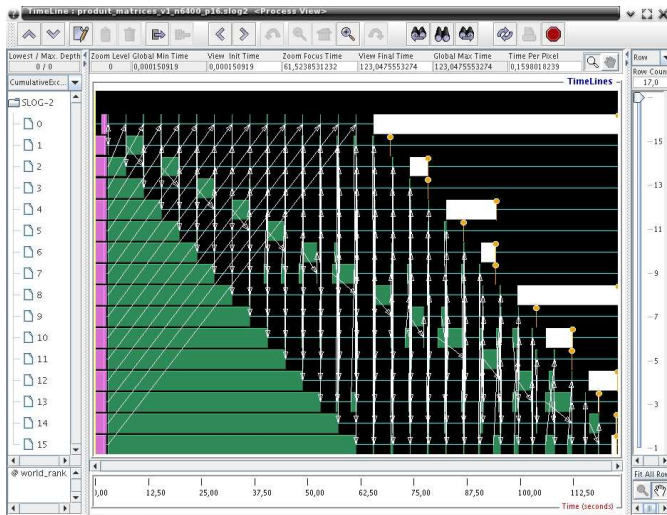 TimeLine : produit_matrices_v1_n6400_p16.slog2 <Process View>
Lowest / Max. Depth Zoom Level Global Min Time View Init Time Zoom Focus Time View Final Time Global Max Time Time Per Pixel Row
0 / 0 0 0,000150919 0,000150919 61,5238531232 123,0475553274 123,0475553274 0,1598018239 Row Count
17,0
CumulativeExc... TimeLines
SLOG-2
0
1
2
3
4
5
6
7
8
9
10
11
12
13
14
15
15
13
11
9
7
5
3
1
@ world_rank
Fit All Row
0,00 12,50 25,00 37,50 50,00 62,50 75,00 87,50 100,00 112,50
Time (seconds)